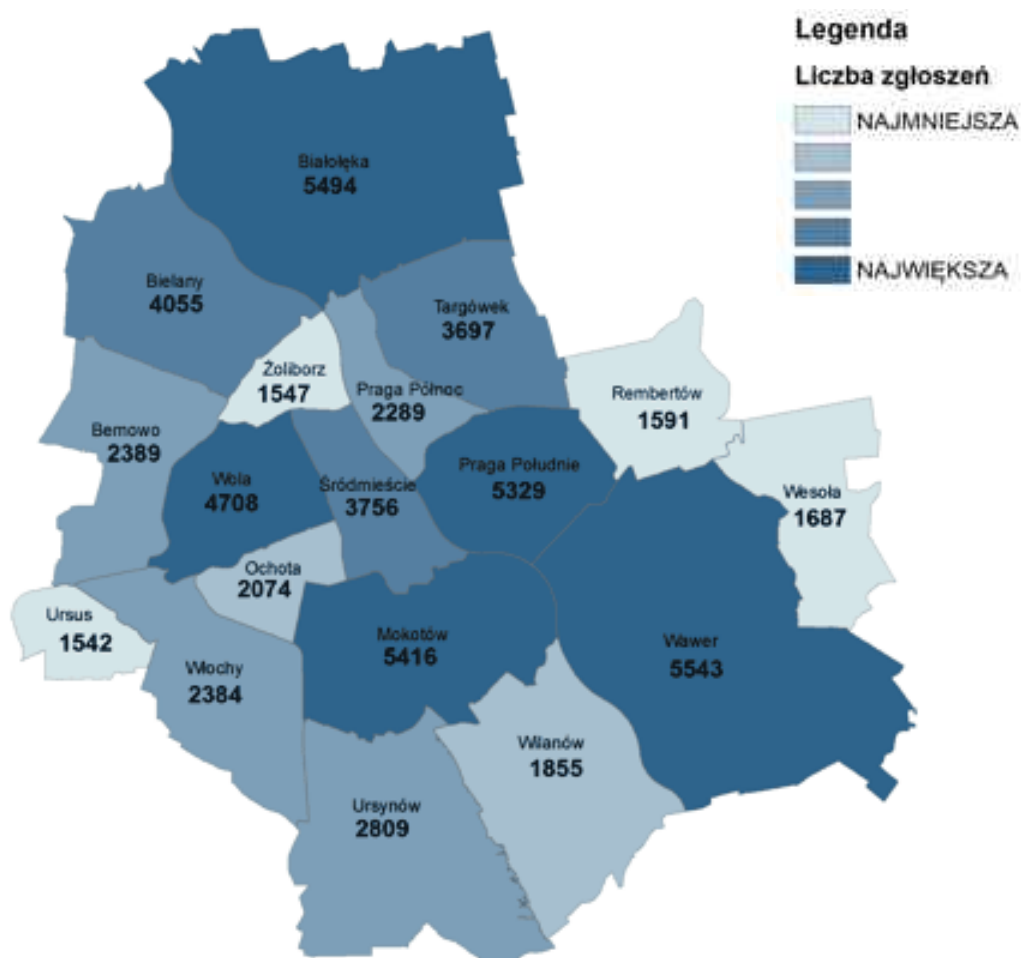 Legenda
Liczba zgłoszeń
NAJMNIEJSZA
NAJWIĘKSZA
Białołęka
5494
Bielany
4055
Targówek
3697
Żoliborz
1547
Praga Północ
2289
Rembertów
1591
Bemowo
2389
Wola
4708
Śródmieście
3756
Praga Południe
5329
Wesoła
1687
Ochota
2074
Ursus
1542
Włochy
2384
Mokotów
5416
Wawer
5543
Wilanów
1855
Ursynów
2809